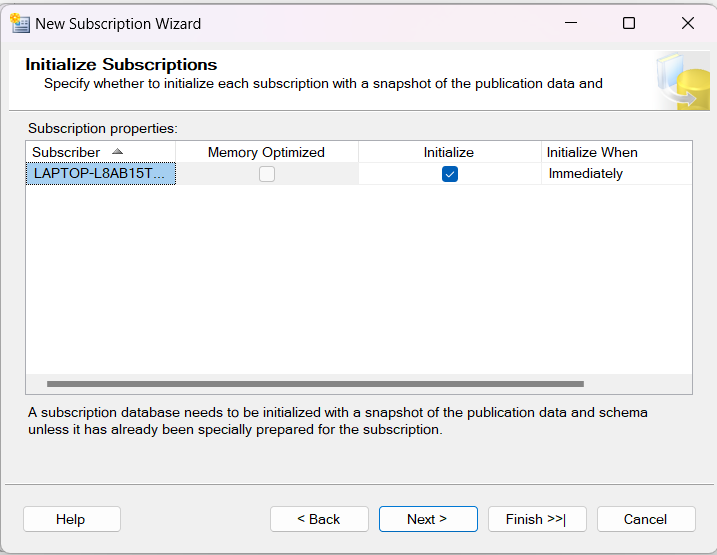 New Subscription Wizard
Initialize Subscriptions
Specify whether to initialize each subscription with a snapshot of the publication data and
Subscription properties:
Subscriber Memory Optimized Initialize Initialize When
LAPTOP-L8AB15T... Immediately
A subscription database needs to be initialized with a snapshot of the publication data and schema
unless it has already been specially prepared for the subscription.
Help < Back Next > Finish >>| Cancel